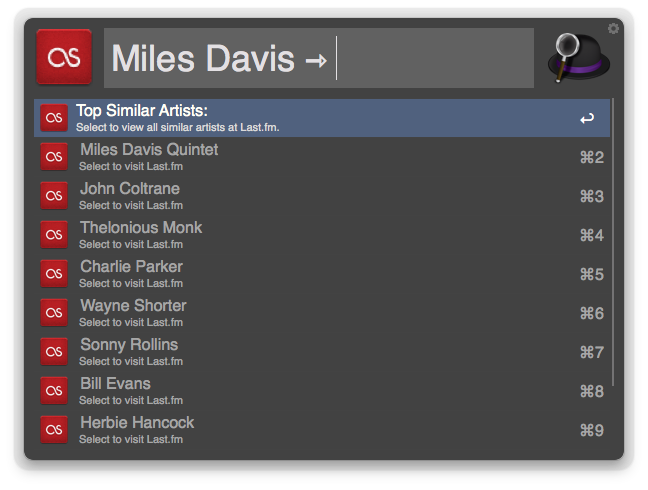 Miles Davis →
Top Similar Artists:
Select to view all similar artists at Last.fm.
↩
Miles Davis Quintet
Select to visit Last.fm
⌘2
John Coltrane
Select to visit Last.fm
⌘3
Thelonious Monk
Select to visit Last.fm
⌘4
Charlie Parker
Select to visit Last.fm
⌘5
Wayne Shorter
Select to visit Last.fm
⌘6
Sonny Rollins
Select to visit Last.fm
⌘7
Bill Evans
Select to visit Last.fm
⌘8
Herbie Hancock
Select to visit Last.fm
⌘9